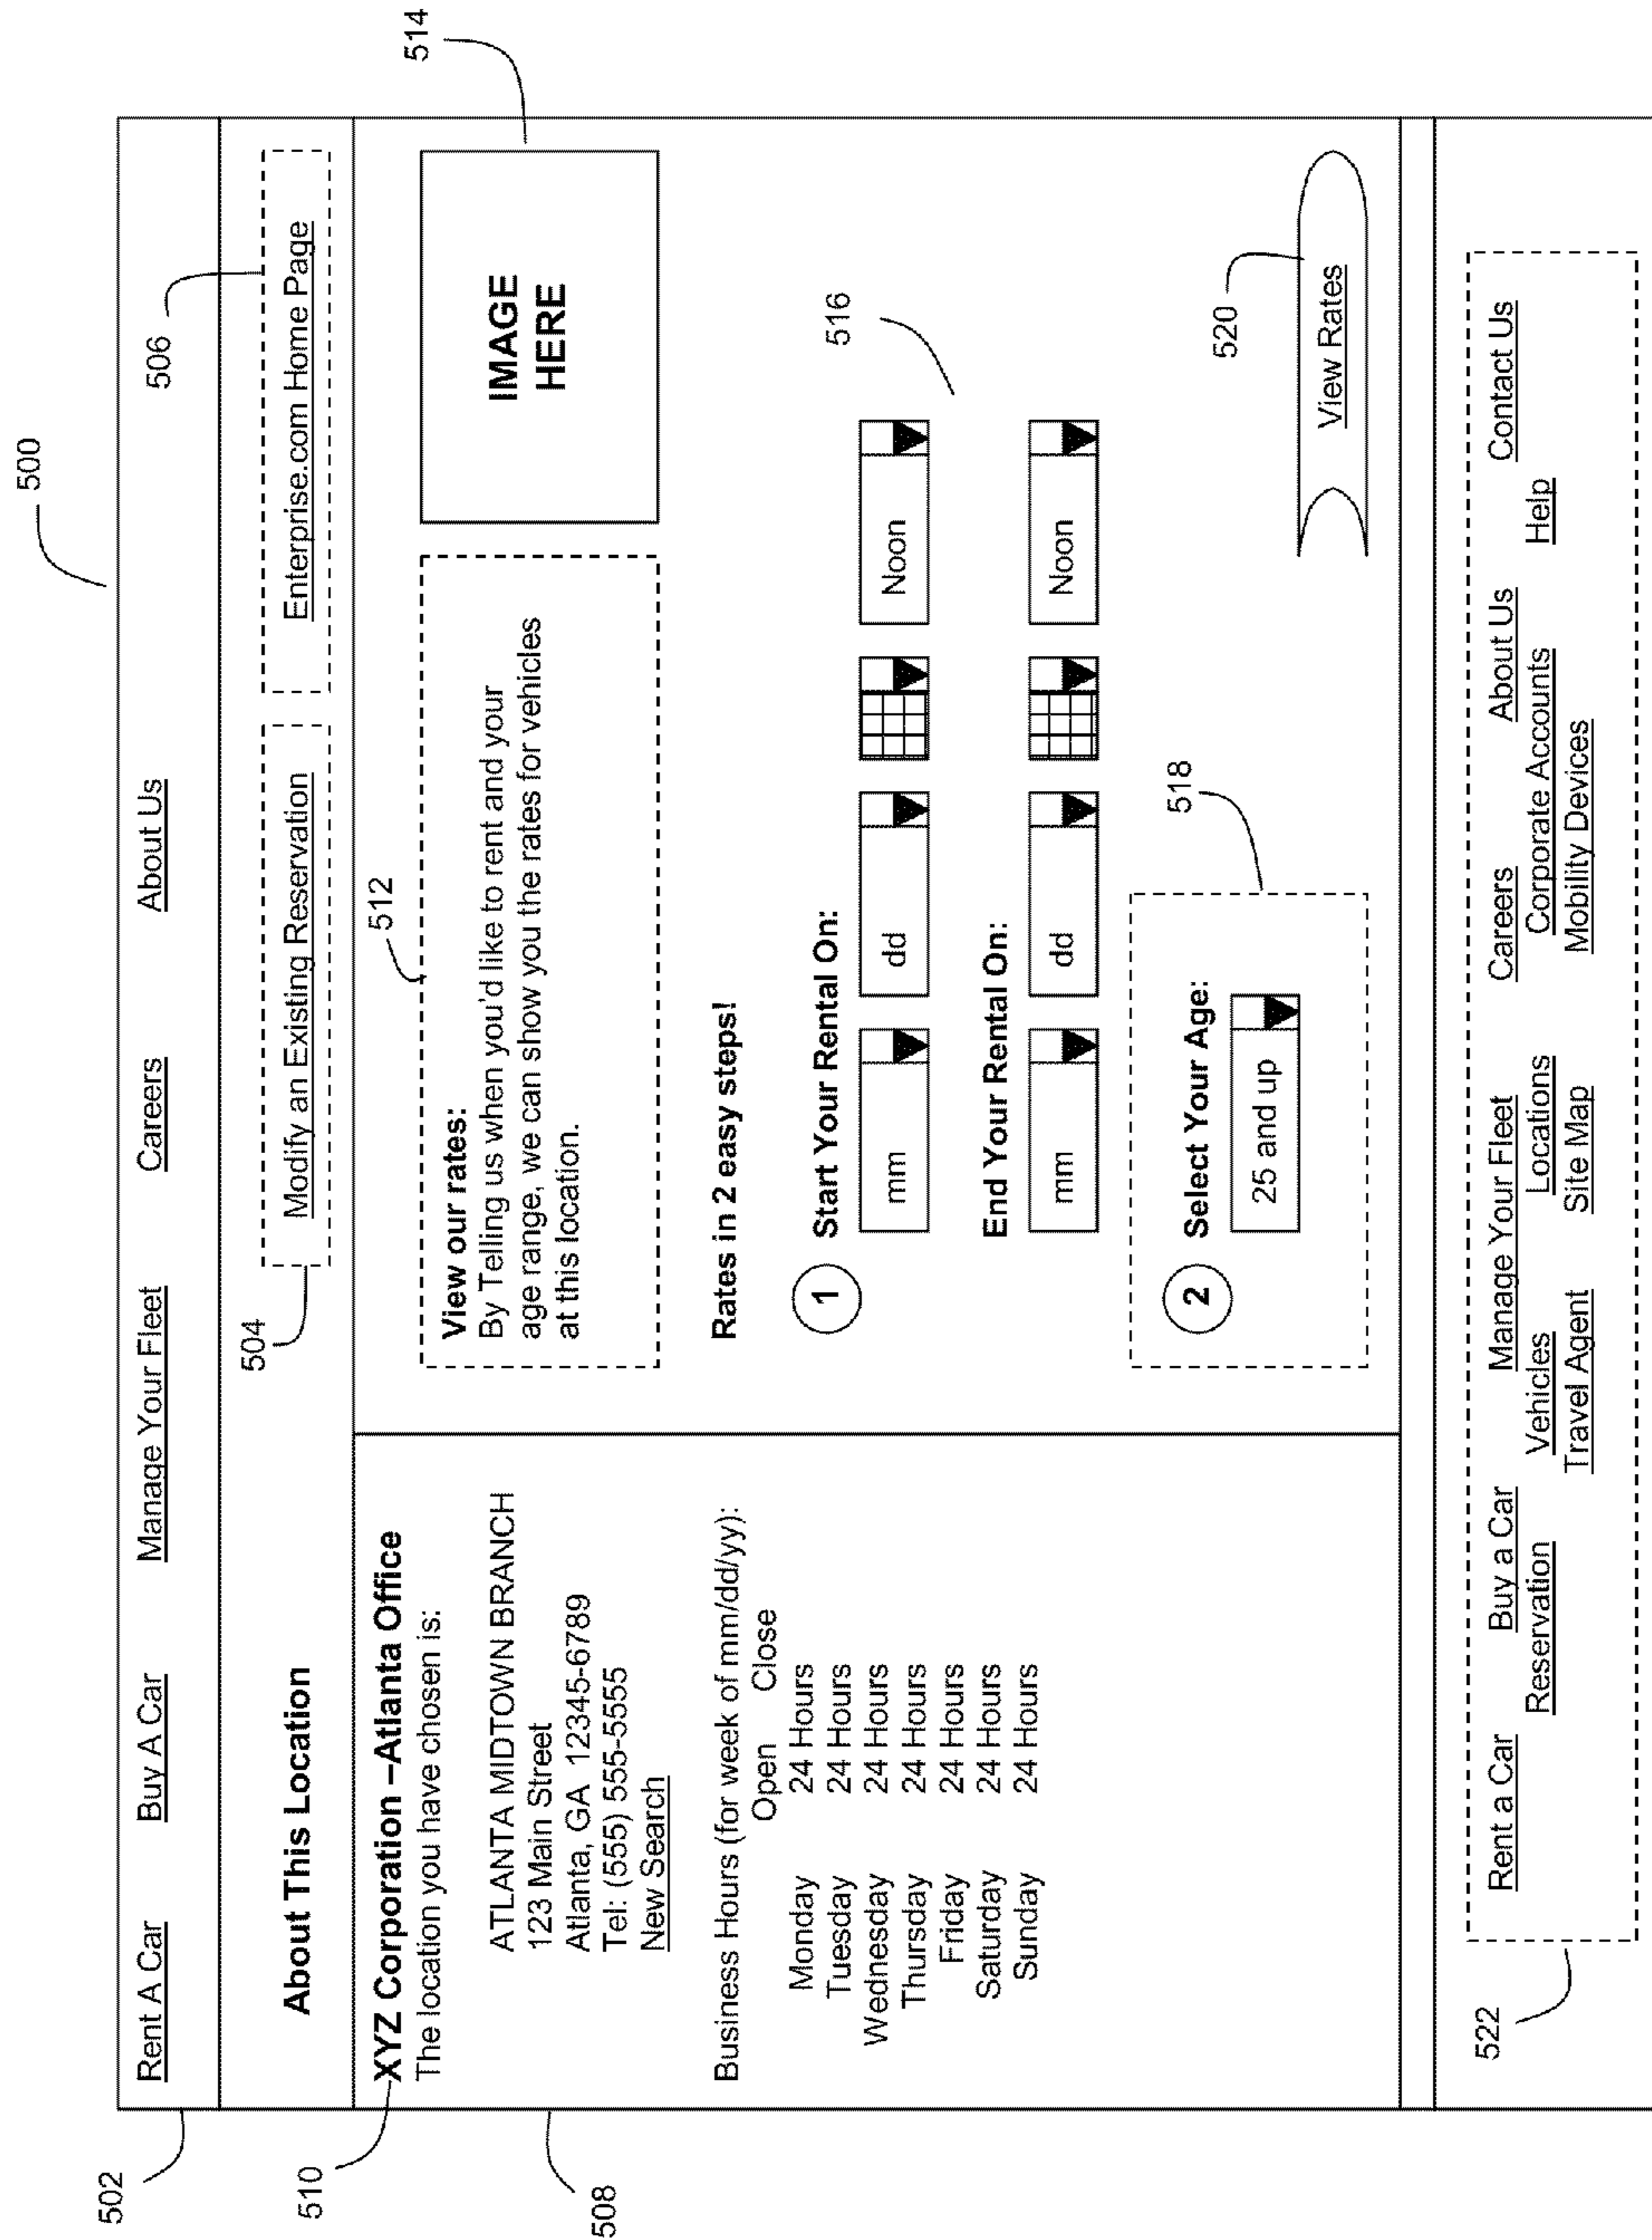 500
502
Rent A Car Buy A Car Manage Your Fleet Careers About Us
506
504
About This Location Modify an Existing Reservation Enterprise.com Home Page
510
508
XYZ Corporation –Atlanta Office
The location you have chosen is:
ATLANTA MIDTOWN BRANCH
123 Main Street
Atlanta, GA 12345-6789
Tel: (555) 555-5555
New Search
Business Hours (for week of mm/dd/yy):
Open Close
Monday 24 Hours
Tuesday 24 Hours
Wednesday 24 Hours
Thursday 24 Hours
Friday 24 Hours
Saturday 24 Hours
Sunday 24 Hours
512
View our rates:
By Telling us when you'd like to rent and your
age range, we can show you the rates for vehicles
at this location.
514
IMAGE
HERE
Rates in 2 easy steps!
516
1 Start Your Rental On:
mm dd Noon
End Your Rental On:
mm dd Noon
518
2 Select Your Age:
25 and up
520
View Rates
522
Rent a Car Buy a Car Manage Your Fleet Careers About Us Contact Us
Reservation Vehicles Locations Corporate Accounts Help
Travel Agent Site Map Mobility Devices